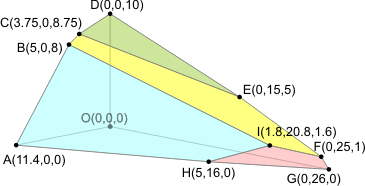 D(0,0,10)
C(3.75,0,8.75)
B(5,0,8)
E(0,15,5)
O(0,0,0)
I(1.8,20.8,1.6)
F(0,25,1)
A(11.4,0,0)
H(5,16,0)
G(0,26,0)